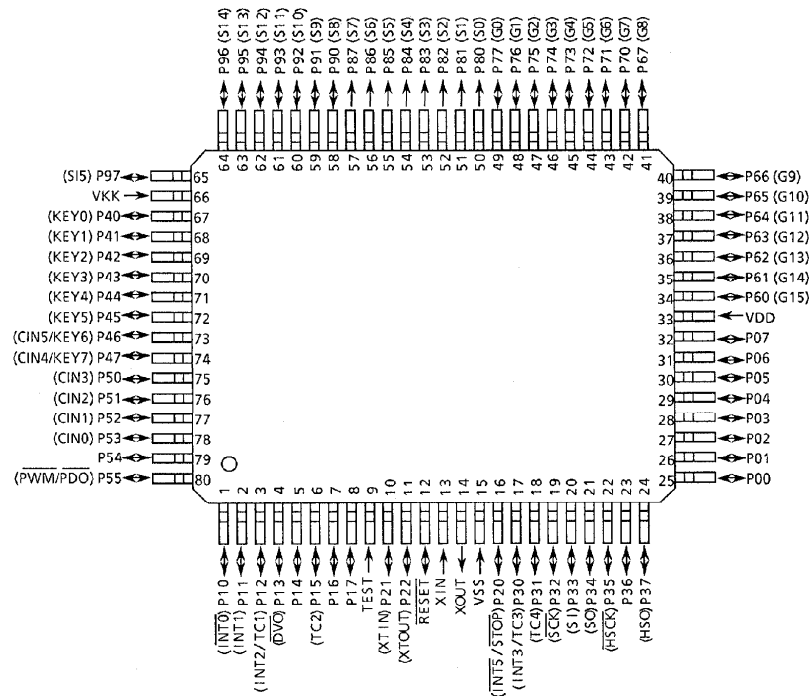 P96 (S14)
P95 (S13)
P94 (S12)
P93 (S11)
P92 (S10)
P91 (S9)
P90 (S8)
P87 (S7)
P86 (S6)
P85 (S5)
P84 (S4)
P83 (S3)
P82 (S2)
P81 (S1)
P80 (S0)
P77 (G0)
P76 (G1)
P75 (G2)
P74 (G3)
P73 (G4)
P72 (G5)
P71 (G6)
P70 (G7)
P67 (G8)
64 63 62 61 60 59 58 57 56 55 54 53 52 51 50 49 48 47 46 45 44 43 42 41
(SI5) P97 65
VKK 66
(KEY0) P40 67
(KEY1) P41 68
(KEY2) P42 69
(KEY3) P43 70
(KEY4) P44 71
(KEY5) P45 72
(CIN5/KEY6) P46 73
(CIN4/KEY7) P47 74
(CIN3) P50 75
(CIN2) P51 76
(CIN1) P52 77
(CIN0) P53 78
P54 79
(PWM/PDO) P55 80
40 P66 (G9)
39 P65 (G10)
38 P64 (G11)
37 P63 (G12)
36 P62 (G13)
35 P61 (G14)
34 P60 (G15)
33 VDD
32 P07
31 P06
30 P05
29 P04
28 P03
27 P02
26 P01
25 P00
1 2 3 4 5 6 7 8 9 10 11 12 13 14 15 16 17 18 19 20 21 22 23 24
(INT0) P10
(INT1) P11
(INT2/TC1) P12
(DVO) P13
P14
(TC2) P15
P16
P17
TEST
(XTIN) P21
(XTOUT) P22
RESET
XIN
XOUT
VSS
(INT5/STOP) P20
(INT3/TC3) P30
(TC4) P31
(SCK) P32
(SI) P33
(SO) P34
(HSCK) P35
P36
(HSO) P37